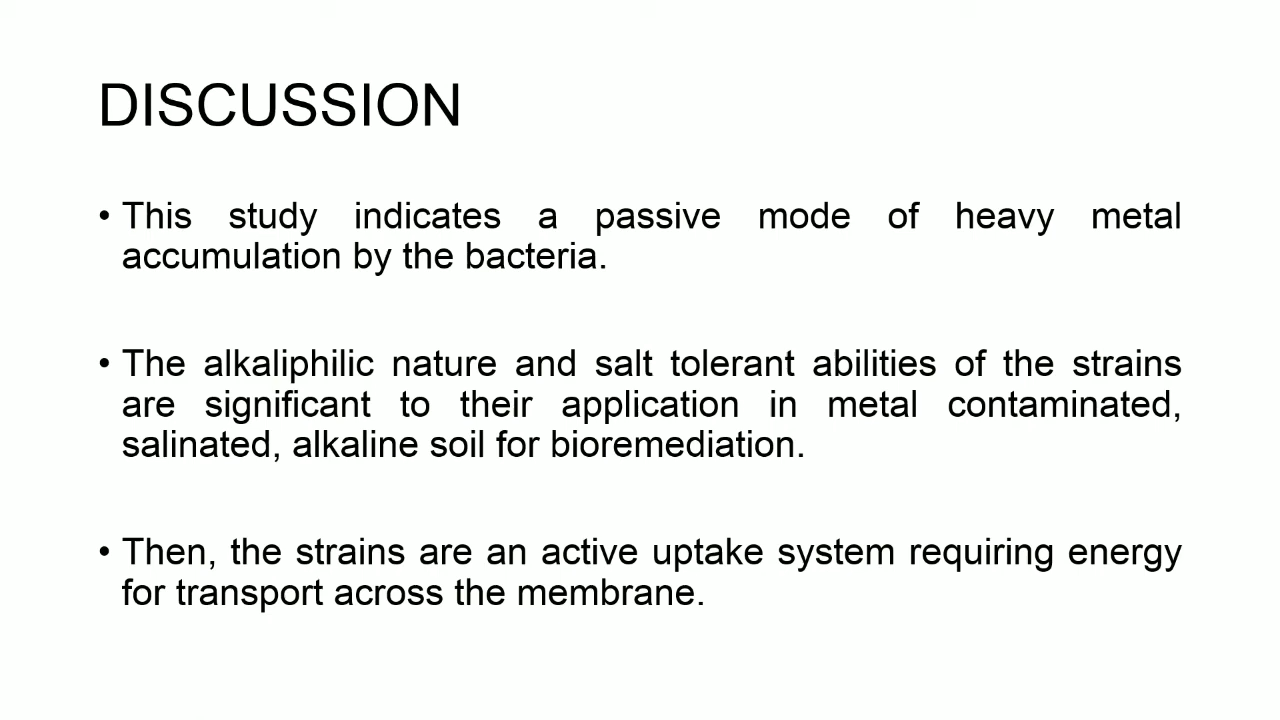 DISCUSSION
• This study indicates a passive mode of heavy metal
accumulation by the bacteria.
• The alkaliphilic nature and salt tolerant abilities of the strains
are significant to their application in metal contaminated,
salinated, alkaline soil for bioremediation.
• Then, the strains are an active uptake system requiring energy
for transport across the membrane.